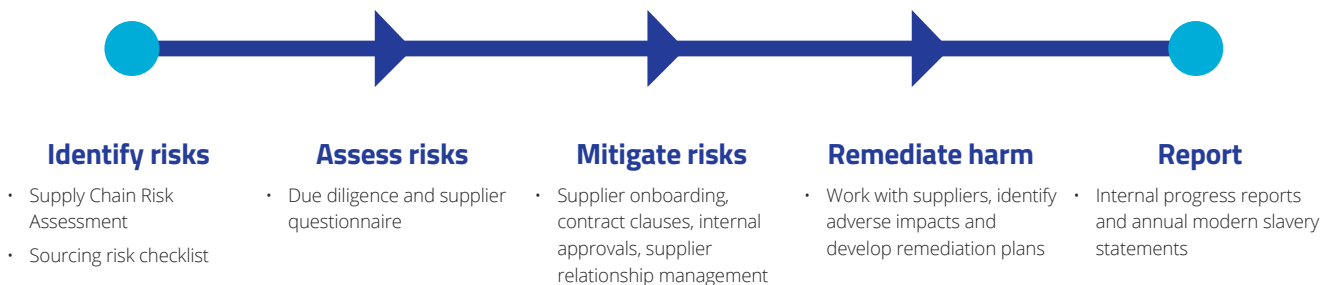 Identify risks
• Supply Chain Risk
Assessment
• Sourcing risk checklist
Assess risks
• Due diligence and supplier
questionnaire
Mitigate risks
• Supplier onboarding,
contract clauses, internal
approvals, supplier
relationship management
Remediate harm
• Work with suppliers, identify
adverse impacts and
develop remediation plans
Report
• Internal progress reports
and annual modern slavery
statements